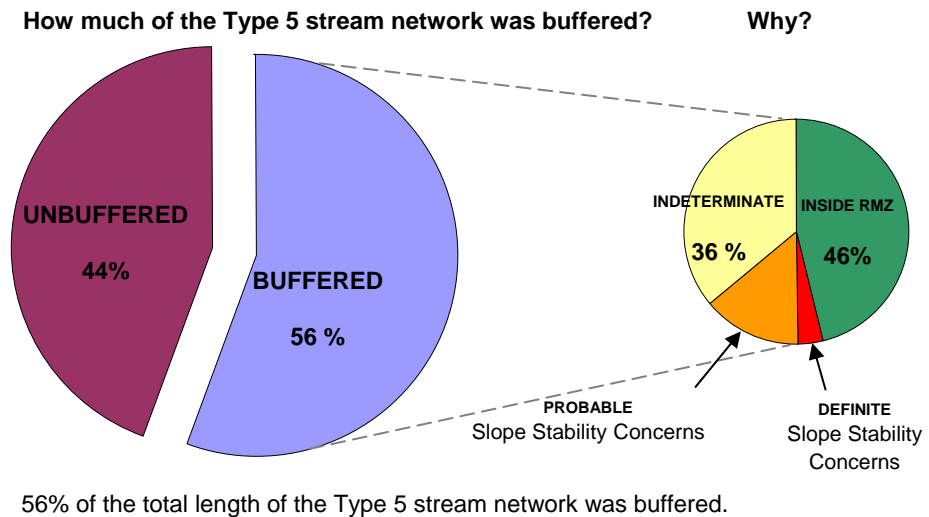 How much of the Type 5 stream network was buffered?
Why?
UNBUFFERED
44%
BUFFERED
56 %
INDETERMINATE
36 %
INSIDE RMZ
46%
PROBABLE
Slope Stability Concerns
DEFINITE
Slope Stability
Concerns
56% of the total length of the Type 5 stream network was buffered.